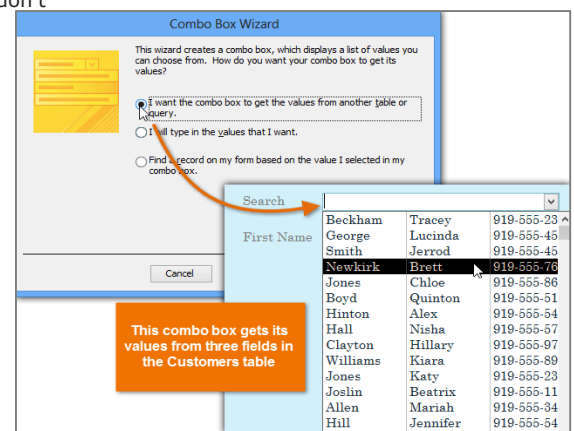 don't
Combo Box Wizard
This wizard creates a combo box, which displays a list of values you
can choose from. How do you want your combo box to get its
values?
I want the combo box to get the values from another table or
query.
I will type in the values that I want.
Find a record on my form based on the value I selected in my
combo box.
Cancel
Search
First Name
Beckham Tracey 919-555-23
George Lucinda 919-555-45
Smith Jerrod 919-555-45
Newkirk Brett 919-555-76
Jones Chloe 919-555-86
Boyd Quinton 919-555-51
Hinton Alex 919-555-54
Hall Nisha 919-555-57
Clayton Hillary 919-555-97
Williams Kiara 919-555-89
Jones Katy 919-555-23
Joslin Beatrix 919-555-11
Allen Mariah 919-555-34
Hill Jennifer 919-555-54
This combo box gets its
values from three fields in
the Customers table